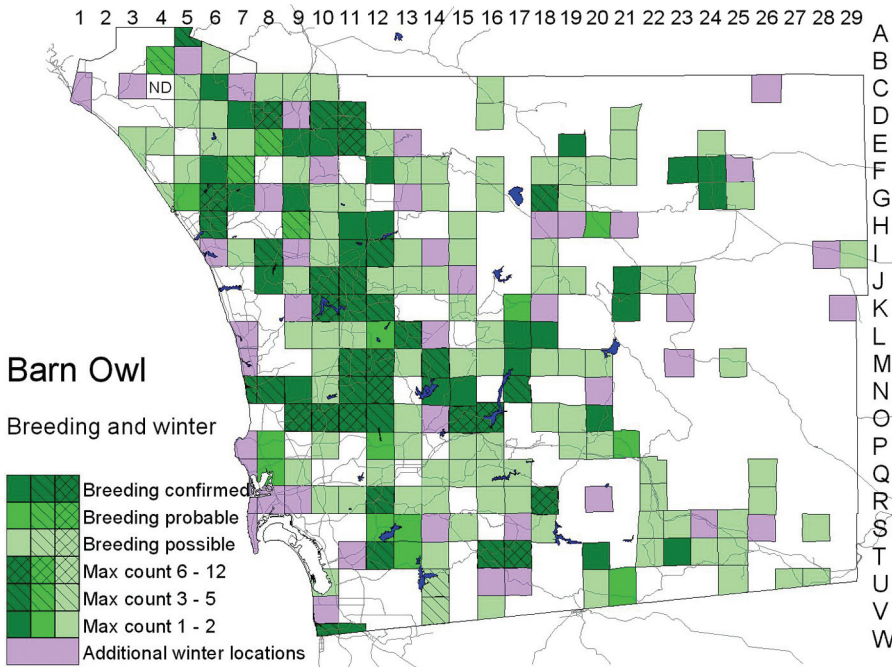 1 2 3 4 5 6 7 8 9 10 11 12 13 14 15 16 17 18 19 20 21 22 23 24 25 26 28 29
A
B
C
D
E
F
G
H
I
J
K
L
M
N
O
P
Q
R
S
T
U
V
W
ND
Barn Owl
Breeding and winter
Breeding confirmed
Breeding probable
Breeding possible
Max count 6 - 12
Max count 3 - 5
Max count 1 - 2
Additional winter locations